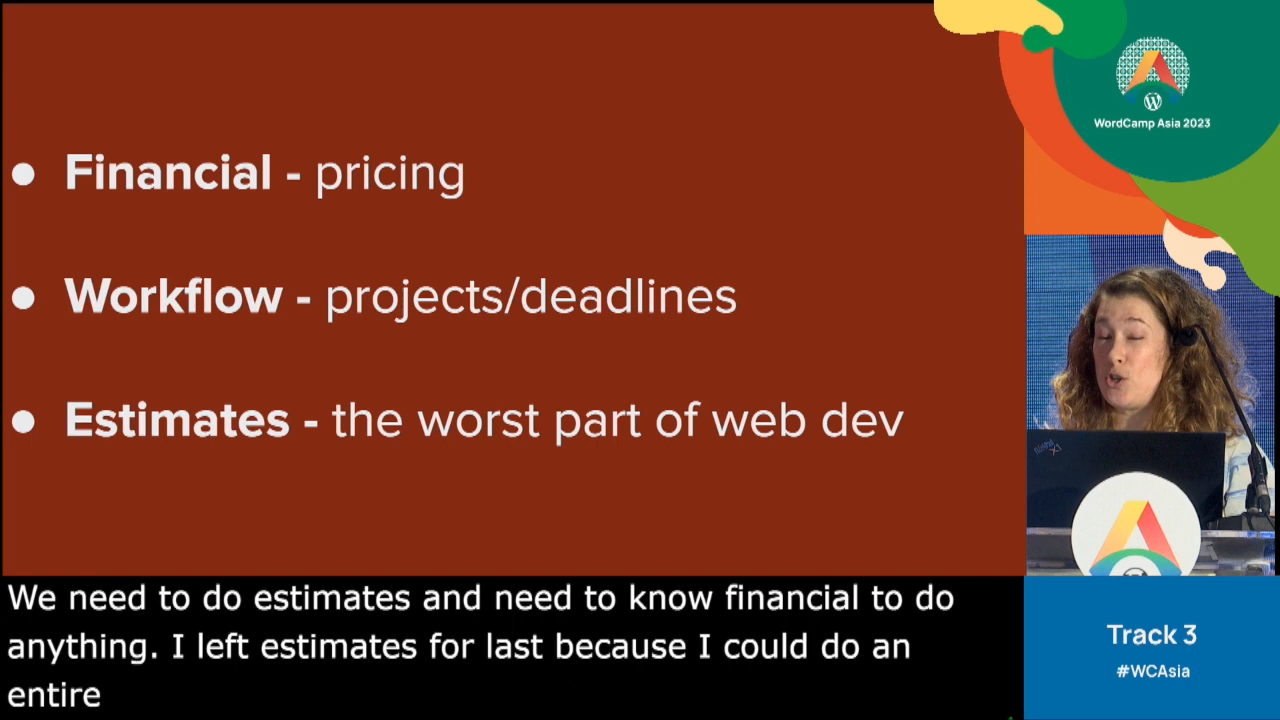 ● Financial - pricing
● Workflow - projects/deadlines
● Estimates - the worst part of web dev
WordCamp Asia 2023
We need to do estimates and need to know financial to do
anything. I left estimates for last because I could do an
entire
Track 3
#WCAsia